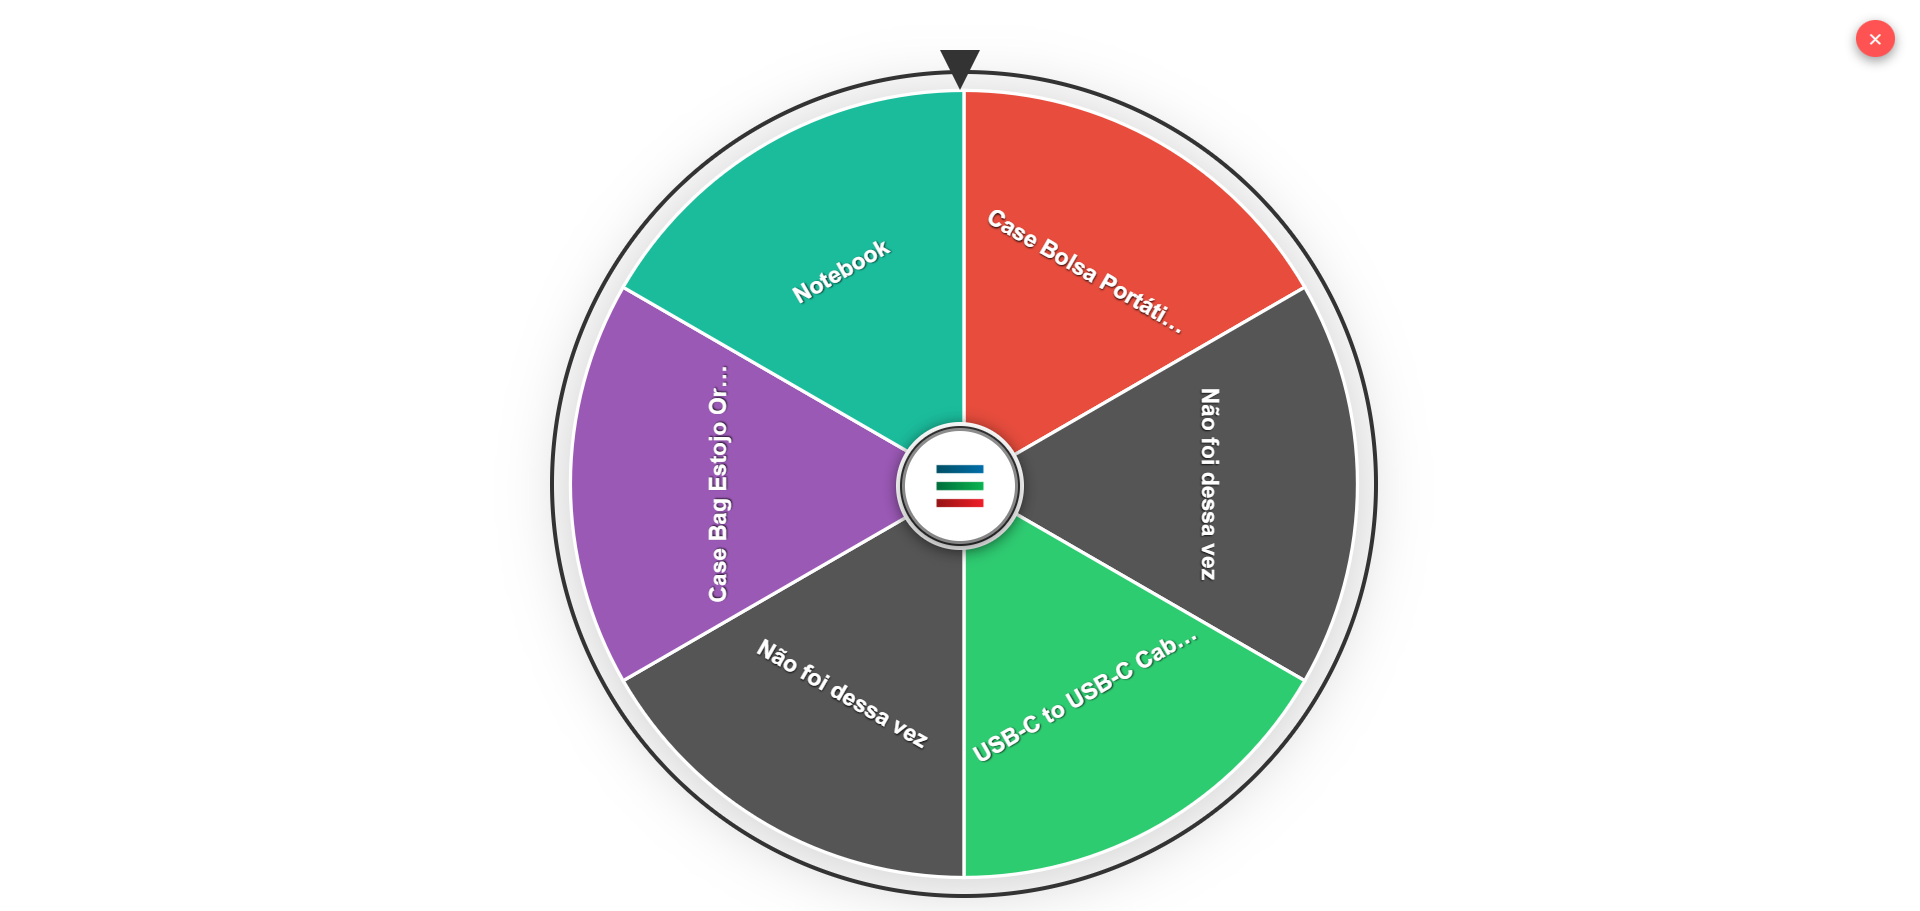 Notebook
Case Bolsa Portáti...
Não foi dessa vez
USB-C to USB-C Cab...
Não foi dessa vez
Case Bag Estojo Or...
×